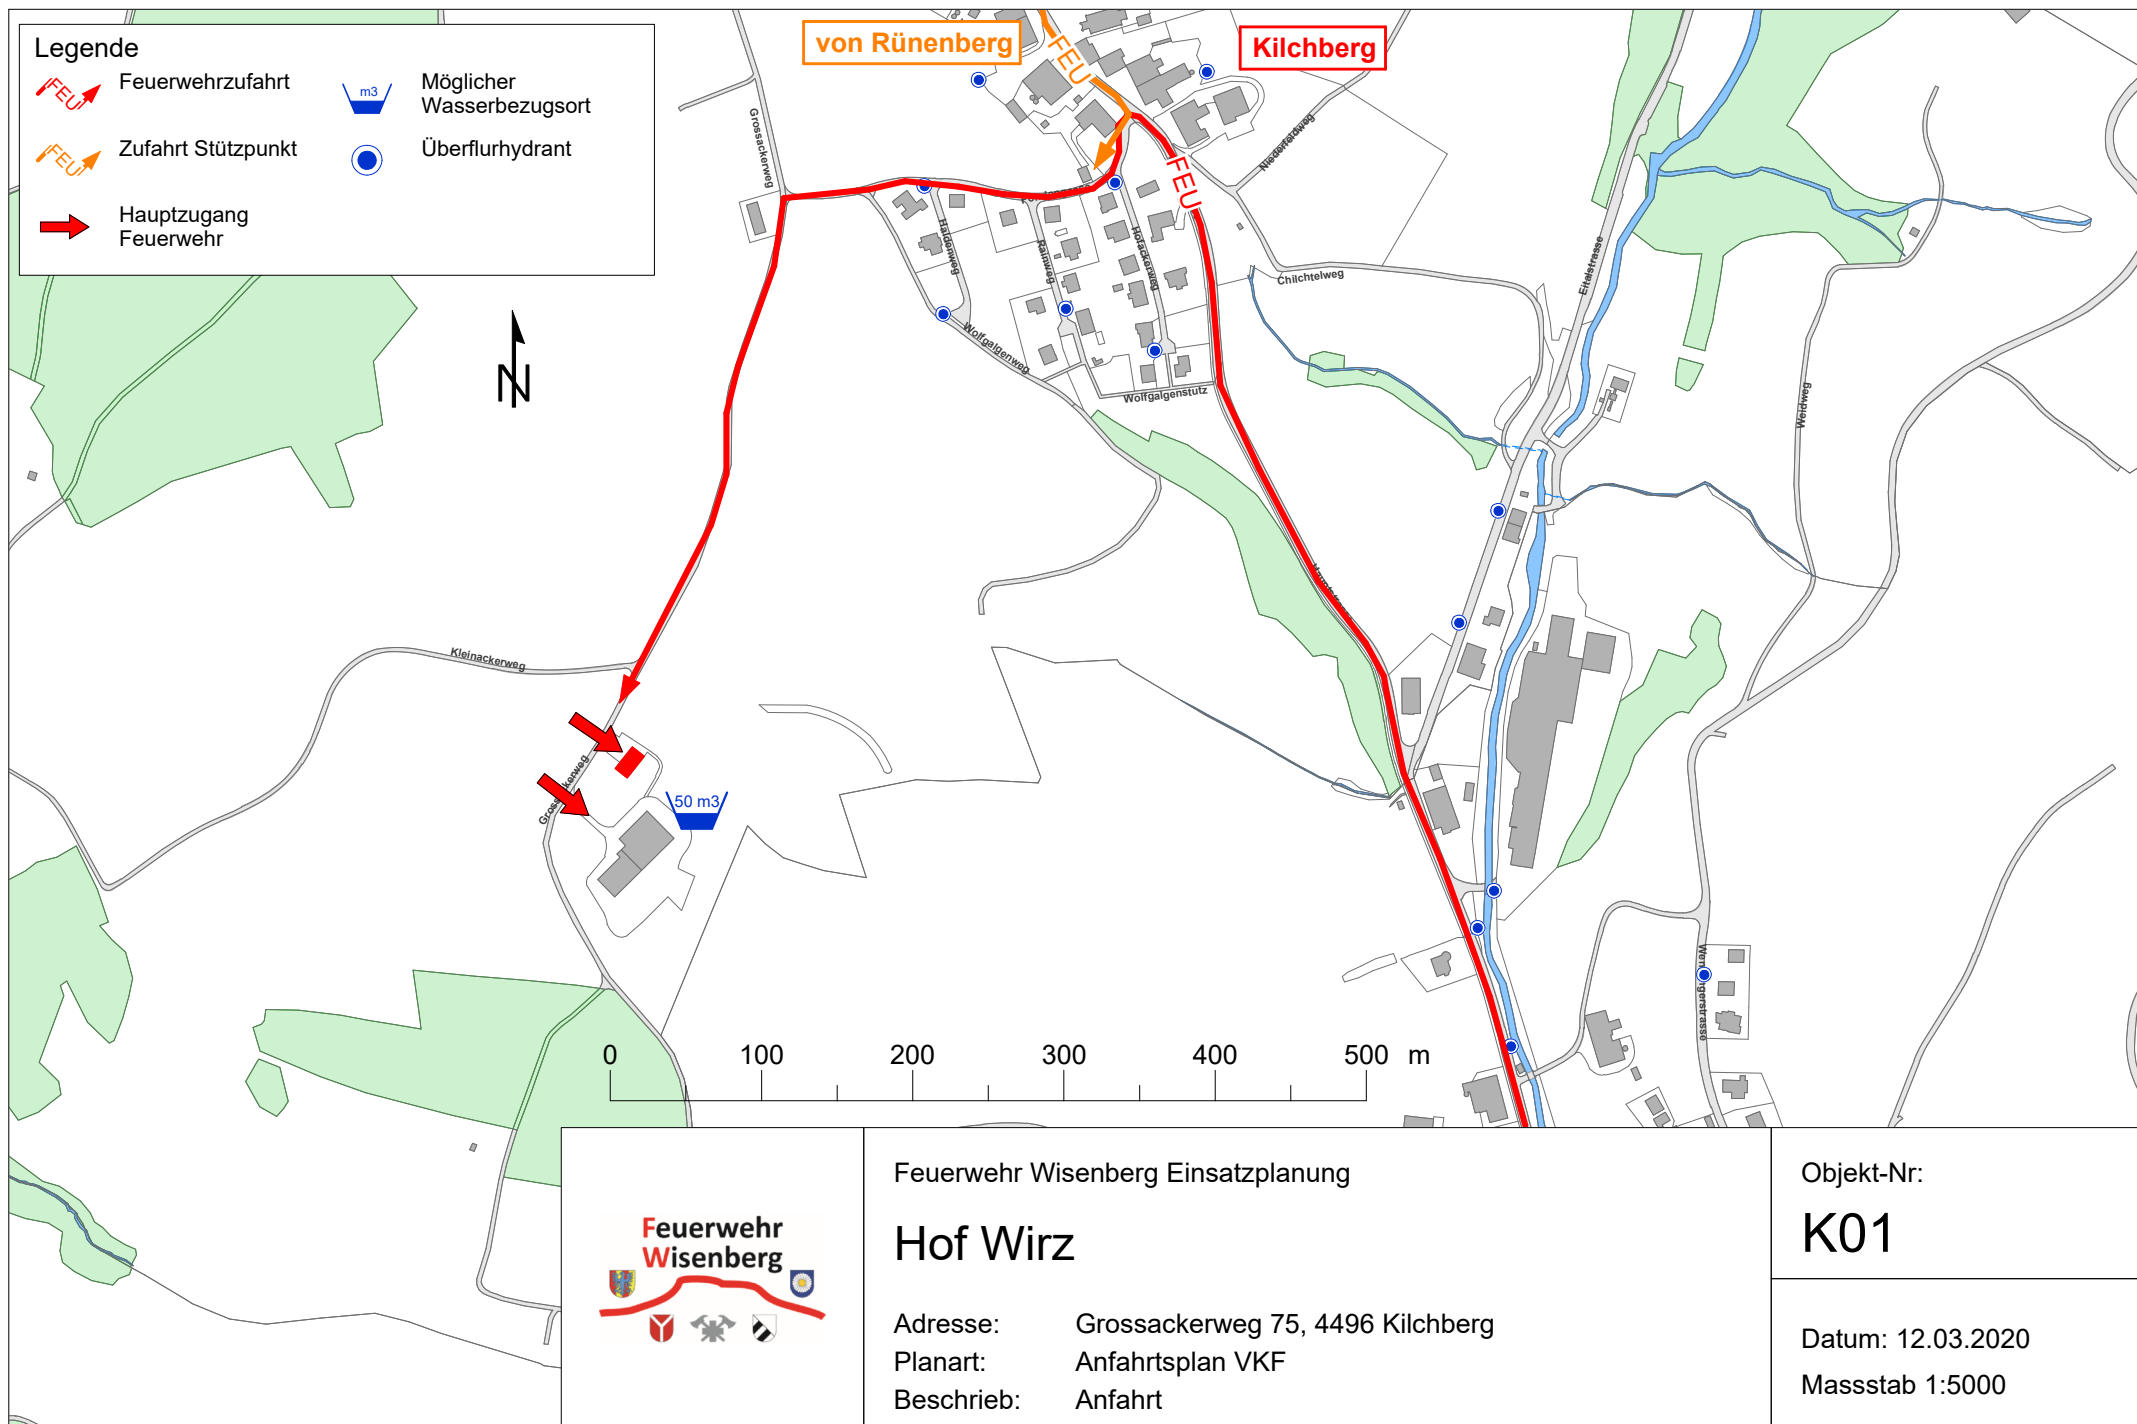 Legende
FEU
Feuerwehrzufahrt
FEU
Zufahrt Stützpunkt
Hauptzugang
Feuerwehr
m3
Möglicher
Wasserbezugsort
Überflurhydrant
von Rünenberg
Kilchberg
FEU
FEU
Grossackerweg
Niederfeldweg
Haldenweg
Rainweg
Hofackerweg
Chilchtelweg
Eitalstrasse
Wolfgalgenweg
Wolfgalgenstutz
Weidweg
Kleinackerweg
50 m3
0 100 200 300 400 500 m
Feuerwehr
Wisenberg
Feuerwehr Wisenberg Einsatzplanung
Hof Wirz
Adresse: Grossackerweg 75, 4496 Kilchberg
Planart: Anfahrtsplan VKF
Beschrieb: Anfahrt
Objekt-Nr:
K01
Datum: 12.03.2020
Massstab 1:5000